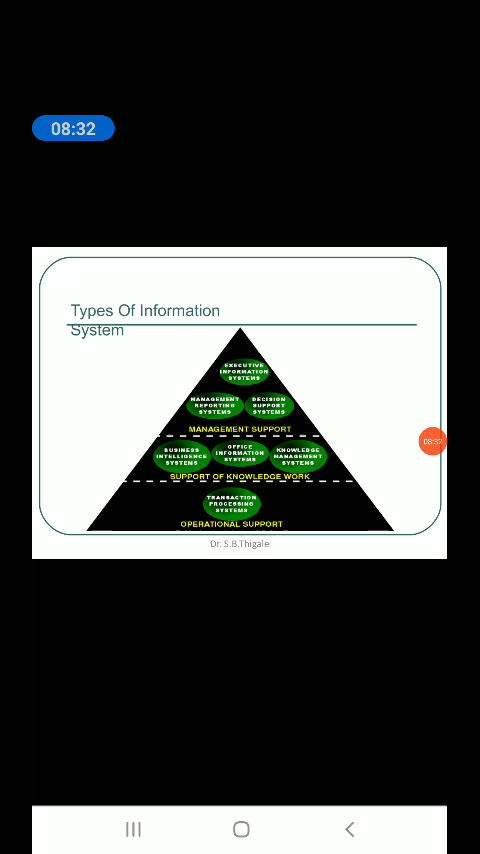 08:32
Types Of Information
System
EXECUTIVE
INFORMATION
SYSTEMS
MANAGEMENT
REPORTING
SYSTEMS
DECISION
SUPPORT
SYSTEMS
MANAGEMENT SUPPORT
08:32
BUSINESS
INTELLIGENCE
SYSTEMS
OFFICE
INFORMATION
SYSTEMS
KNOWLEDGE
MANAGEMENT
SYSTEMS
SUPPORT OF KNOWLEDGE WORK
TRANSACTION
PROCESSING
SYSTEMS
OPERATIONAL SUPPORT
Dr. S.B.Thigale